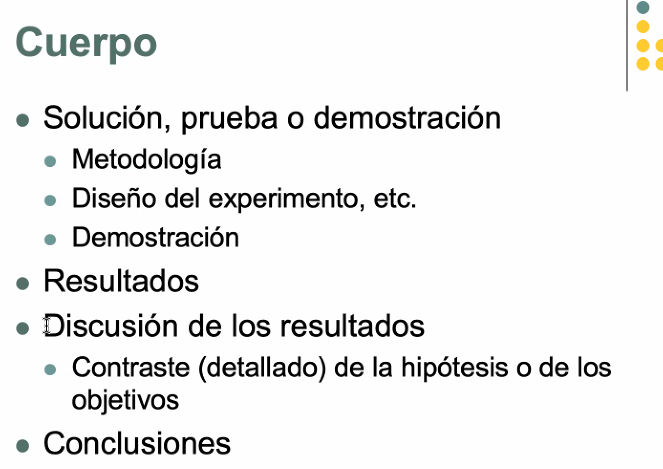 Cuerpo
Solución, prueba o demostración
Metodología
Diseño del experimento, etc.
Demostración
Resultados
Discusión de los resultados
Contraste (detallado) de la hipótesis o de los
objetivos
Conclusiones